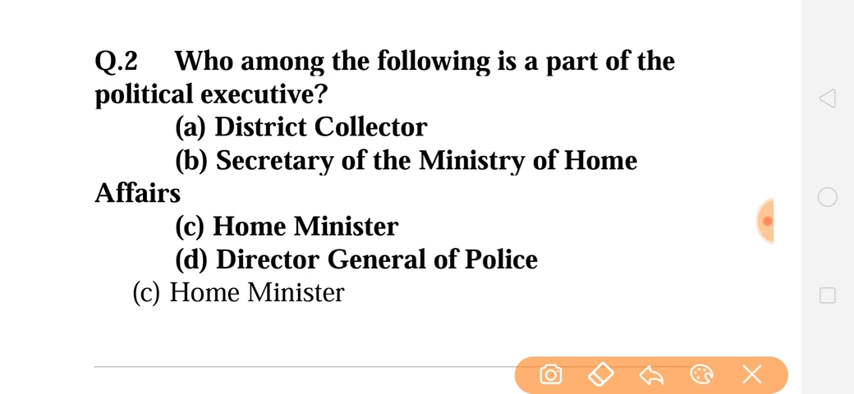 Q.2 Who among the following is a part of the
political executive?
(a) District Collector
(b) Secretary of the Ministry of Home
Affairs
(c) Home Minister
(d) Director General of Police
(c) Home Minister